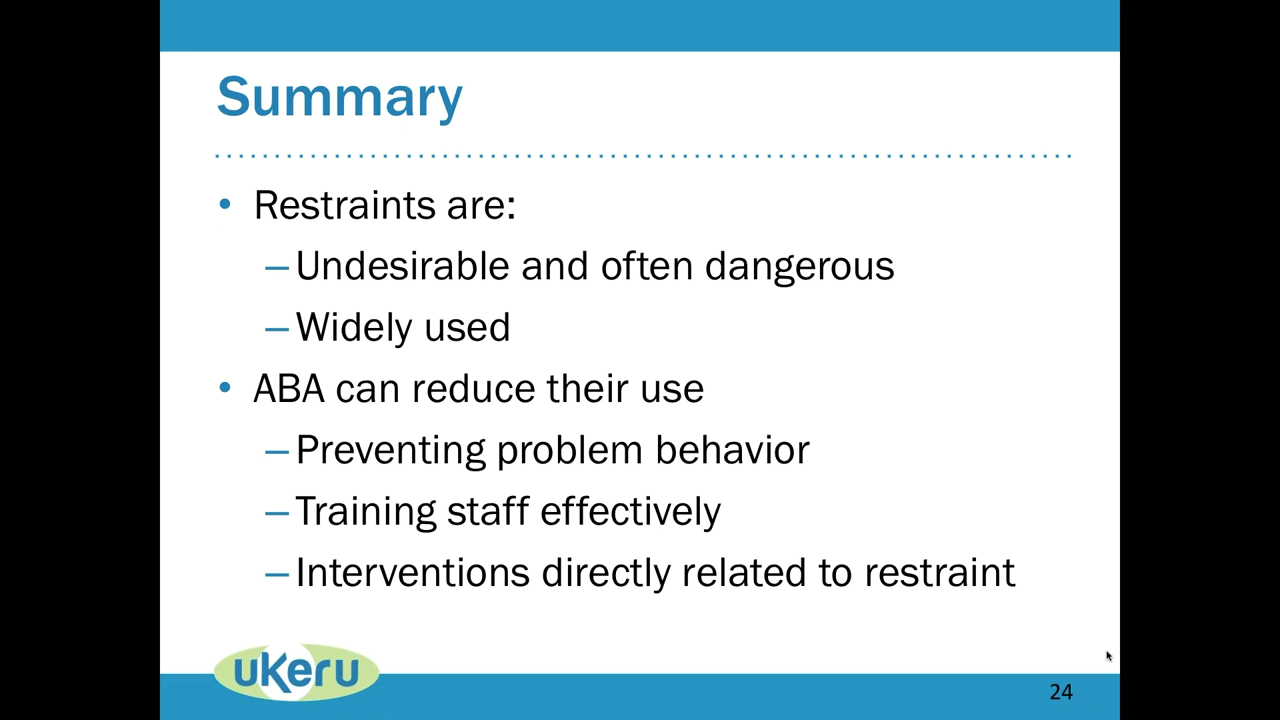 Summary
• Restraints are:
– Undesirable and often dangerous
– Widely used
• ABA can reduce their use
– Preventing problem behavior
– Training staff effectively
– Interventions directly related to restraint
ukeru
24